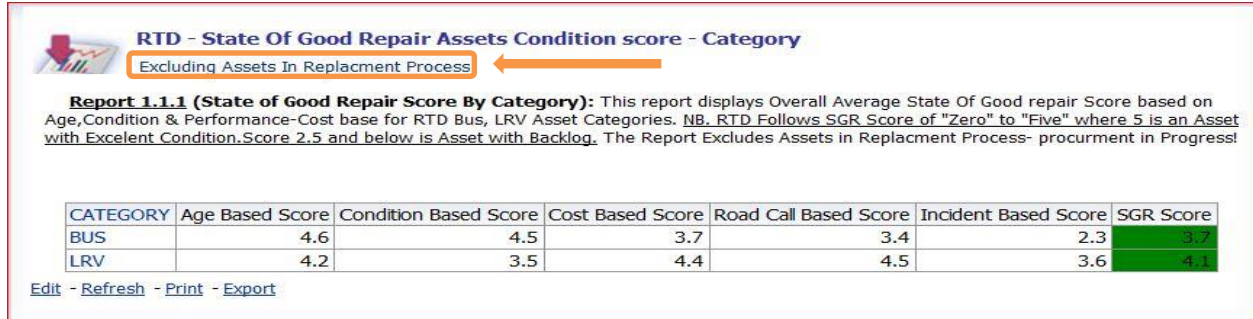 RTD - State Of Good Repair Assets Condition score - Category
Excluding Assets In Replacment Process
Report 1.1.1 (State of Good Repair Score By Category): This report displays Overall Average State Of Good repair Score based on
Age,Condition & Performance-Cost base for RTD Bus, LRV Asset Categories. NB. RTD Follows SGR Score of "Zero" to "Five" where 5 is an Asset
with Excelent Condition.Score 2.5 and below is Asset with Backlog. The Report Excludes Assets in Replacment Process- procurment in Progress!
CATEGORY Age Based Score Condition Based Score Cost Based Score Road Call Based Score Incident Based Score SGR Score
BUS 4.6 4.5 3.7 3.4 2.3 3.7
LRV 4.2 3.5 4.4 4.5 3.6 4.1
Edit - Refresh - Print - Export